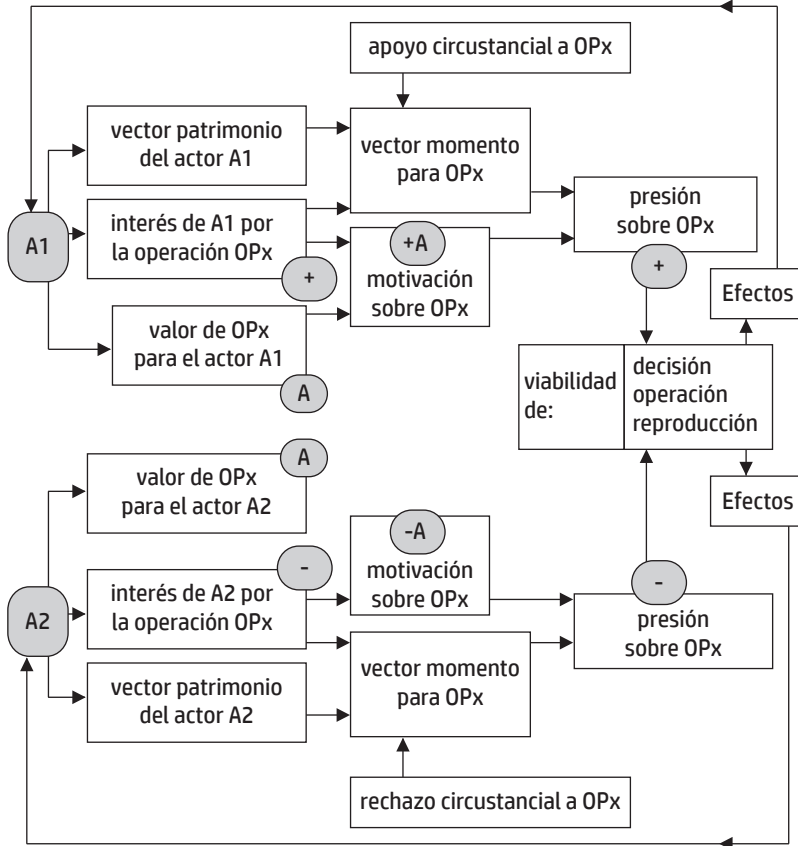 apoyo circustancial a OPx
vector patrimonio
del actor A1
vector momento
para OPx
A1
interés de A1 por
la operación OPx
+
+A
motivación
sobre OPx
presión
sobre OPx
+
valor de OPx
para el actor A1
A
Efectos
viabilidad
de:
decisión
operación
reproducción
Efectos
valor de OPx
para el actor A2
A
-A
motivación
sobre OPx
A2
interés de A2 por
la operación OPx
-
-
presión
sobre OPx
vector patrimonio
del actor A2
vector momento
para OPx
rechazo circustancial a OPx